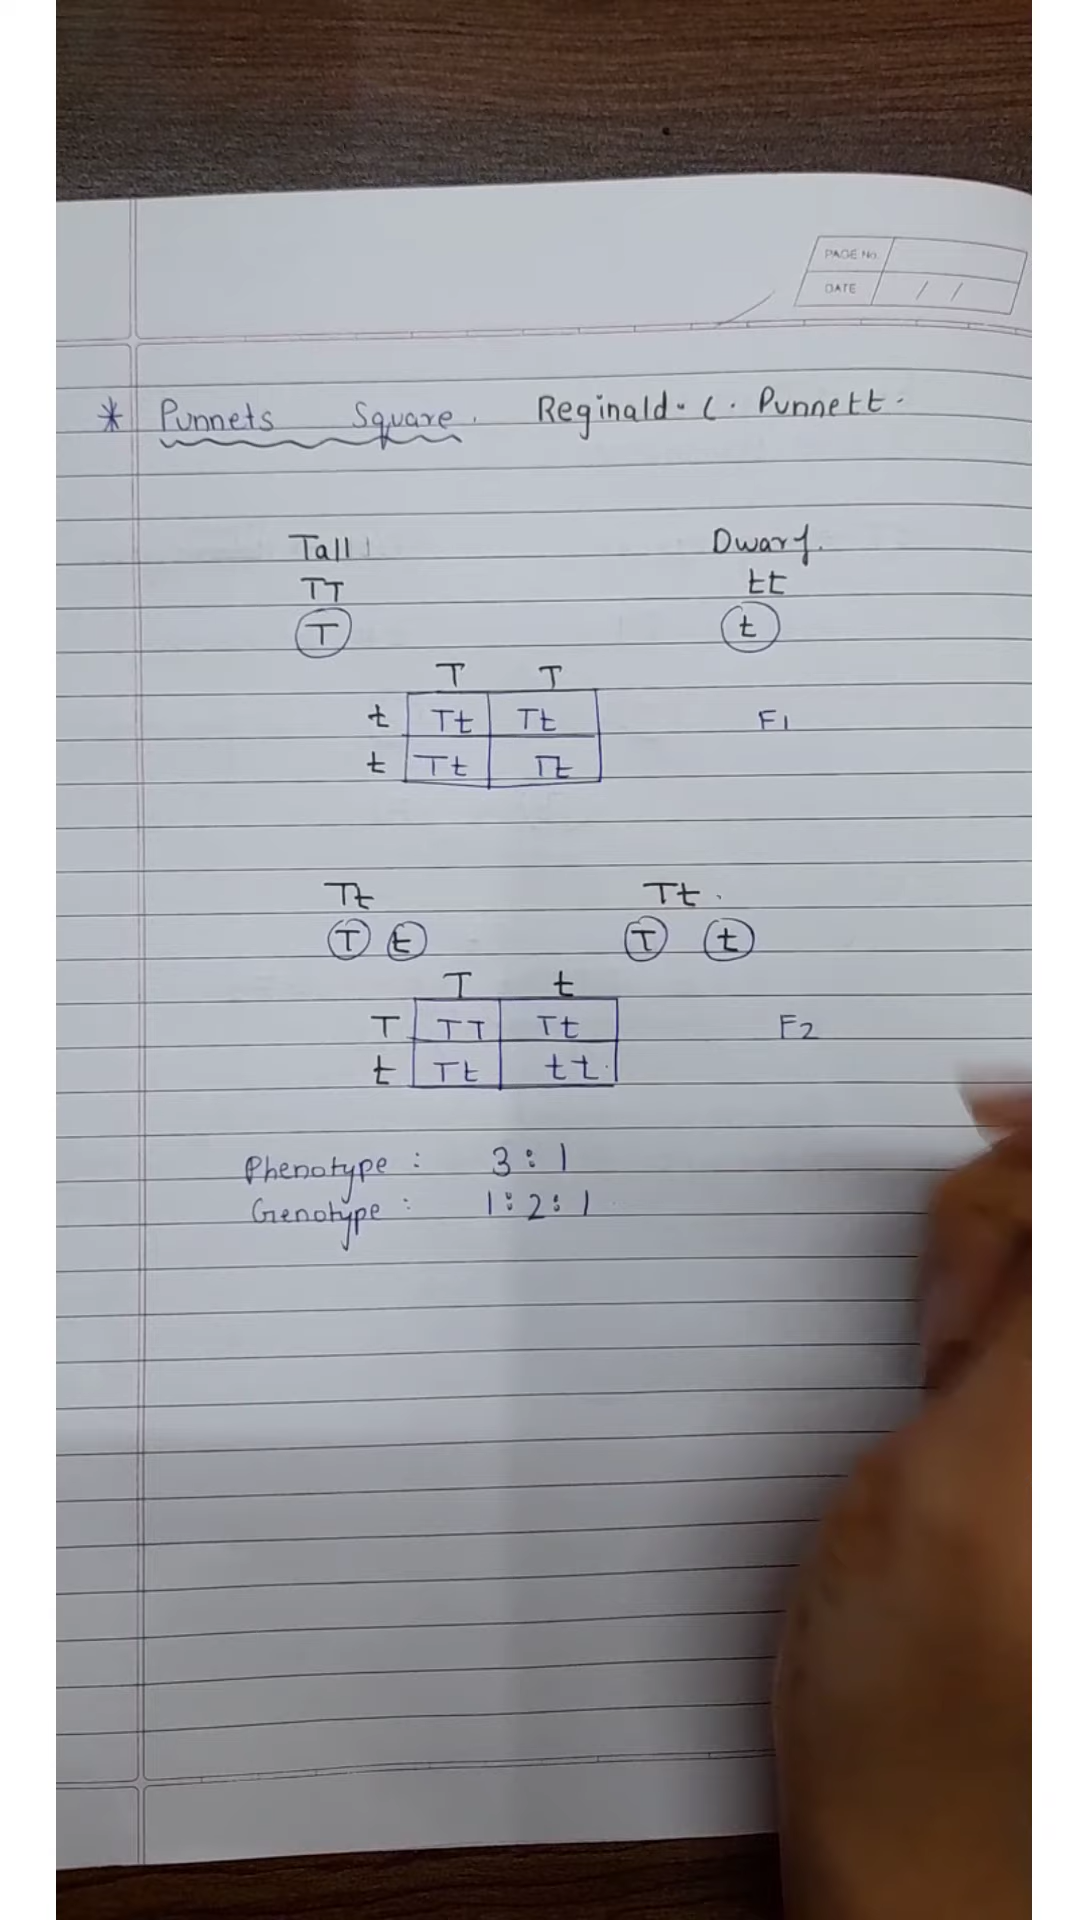 PAGE No.
DATE / /
* Punnets Square. Reginald. C. Punnett.
Tall Dwarf.
TT tt
T t
T T
t Tt Tt F1
t Tt Tt
Tt Tt.
T t T t
T t
T TT Tt F2
t Tt tt.
Phenotype : 3:1
Genotype : 1:2:1